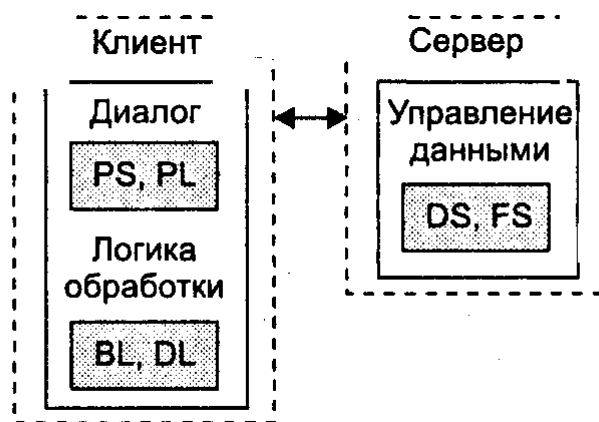 Клиент
Диалог
PS, PL
Логика
обработки
BL, DL
Сервер
Управление
данными
DS, FS